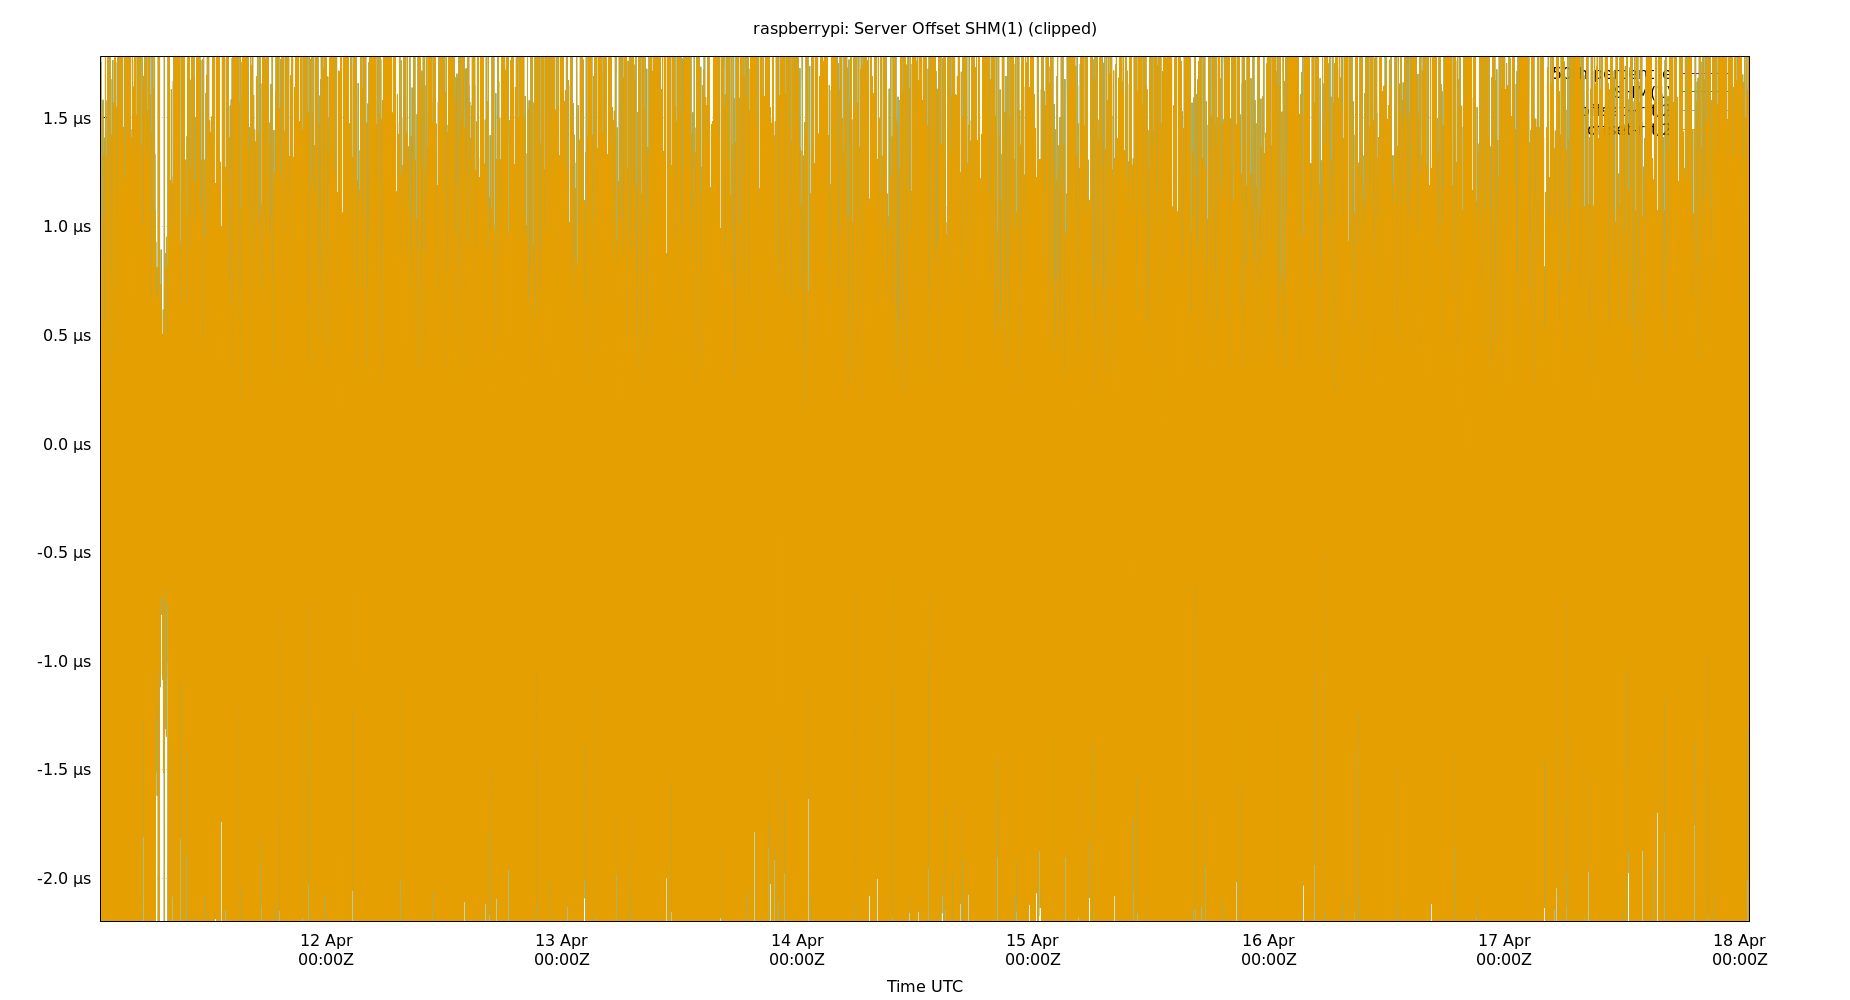 raspberrypi: Server Offset SHM(1) (clipped)
1.5 µs
1.0 µs
0.5 µs
0.0 µs
-0.5 µs
-1.0 µs
-1.5 µs
-2.0 µs
12 Apr 13 Apr 14 Apr 15 Apr 16 Apr 17 Apr 18 Apr
00:00Z 00:00Z 00:00Z 00:00Z 00:00Z 00:00Z 00:00Z
Time UTC